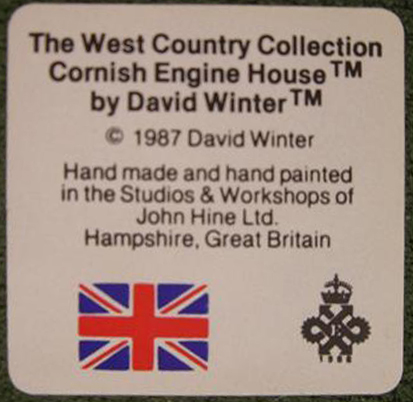 The West Country Collection
Cornish Engine House™
by David Winter™
© 1987 David Winter
Hand made and hand painted
in the Studios & Workshops of
John Hine Ltd.
Hampshire, Great Britain
E